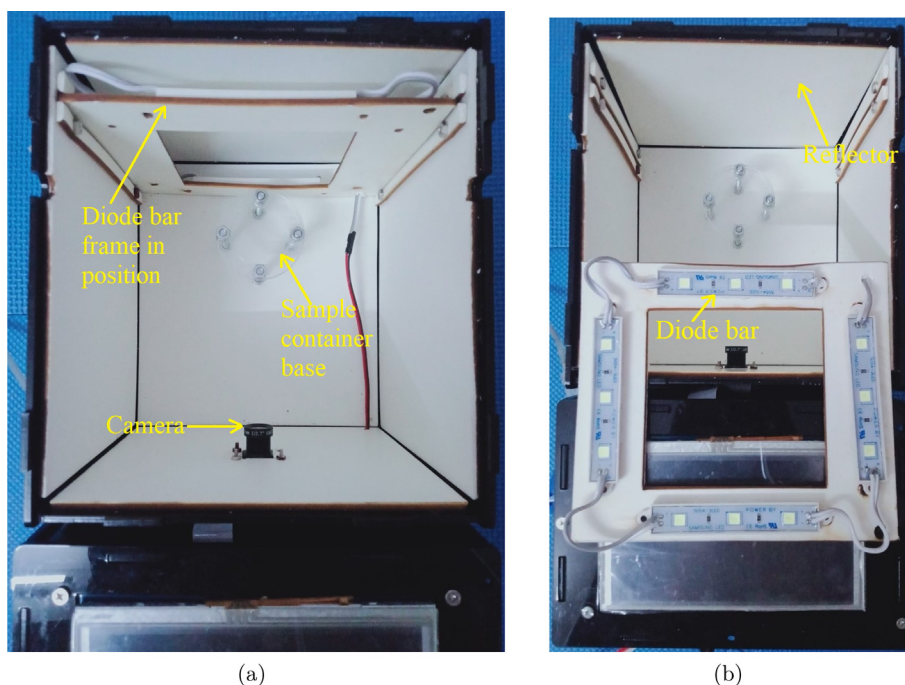 Diode bar
frame in
position
Sample
container
base
Camera
(a)
Reflector
Diode bar
(b)